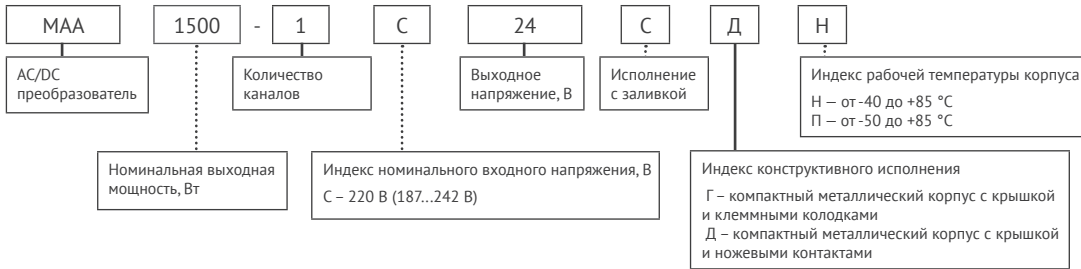 МАА 1500 - 1 С 24 С Д Н
АС/DC
преобразователь
Количество
каналов
Выходное
напряжение, В
Исполнение
с заливкой
Индекс рабочей температуры корпуса
Н — от -40 до +85 °С
П — от -50 до +85 °С
Номинальная выходная
мощность, Вт
Индекс номинального входного напряжения, В
С – 220 В (187...242 В)
Индекс конструктивного исполнения
Г – компактный металлический корпус с крышкой
и клеммными колодками
Д – компактный металлический корпус с крышкой
и ножевыми контактами